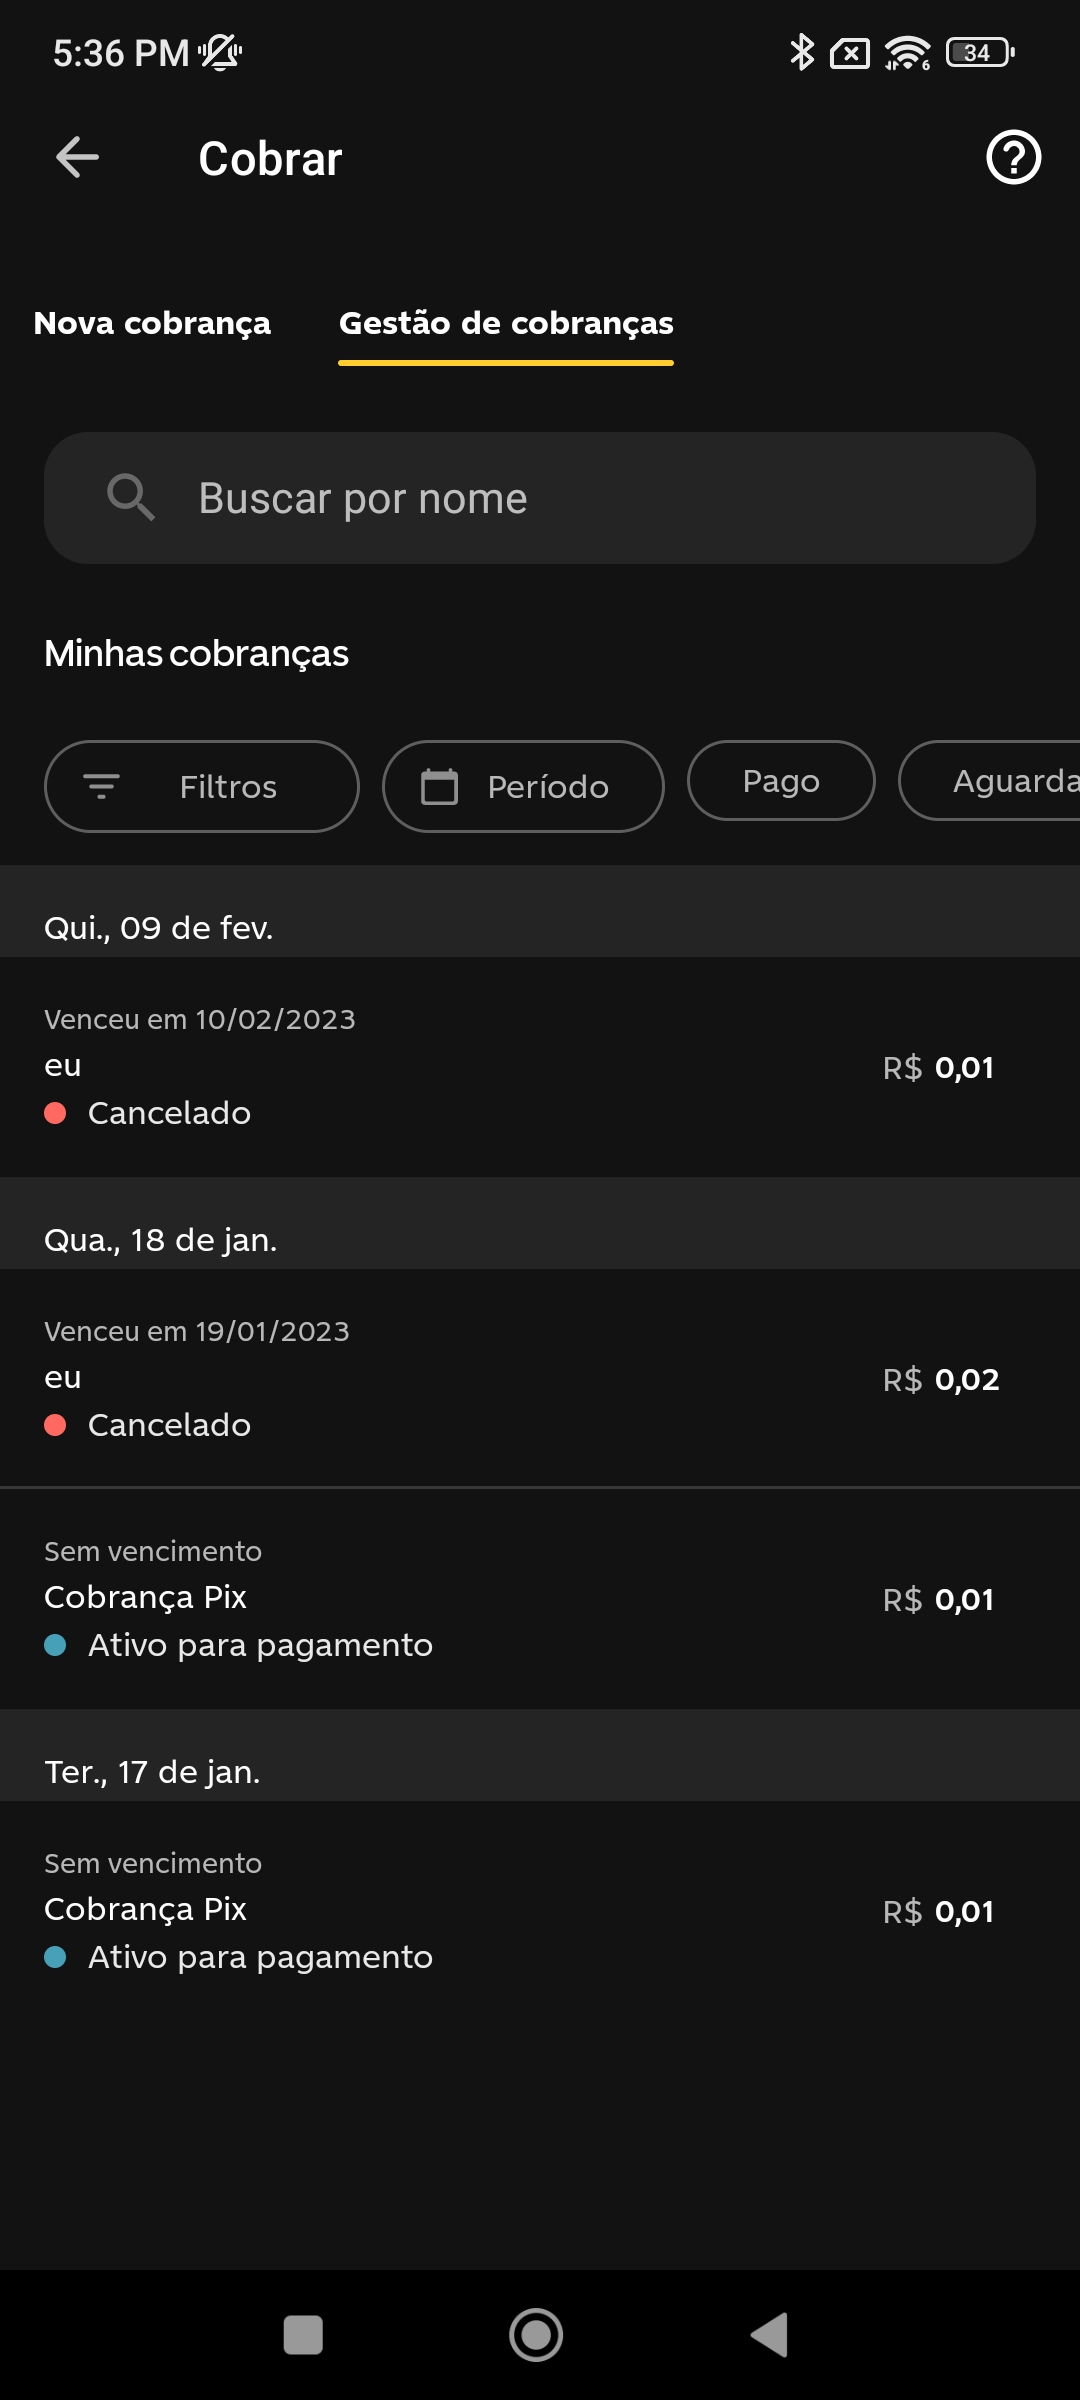 5:36 PM
6
34
Cobrar
Nova cobrança
Gestão de cobranças
Buscar por nome
Minhas cobranças
Filtros
Período
Pago
Aguarda
Qui., 09 de fev.
Venceu em 10/02/2023
eu
R$ 0,01
Cancelado
Qua., 18 de jan.
Venceu em 19/01/2023
eu
R$ 0,02
Cancelado
Sem vencimento
Cobrança Pix
R$ 0,01
Ativo para pagamento
Ter., 17 de jan.
Sem vencimento
Cobrança Pix
R$ 0,01
Ativo para pagamento